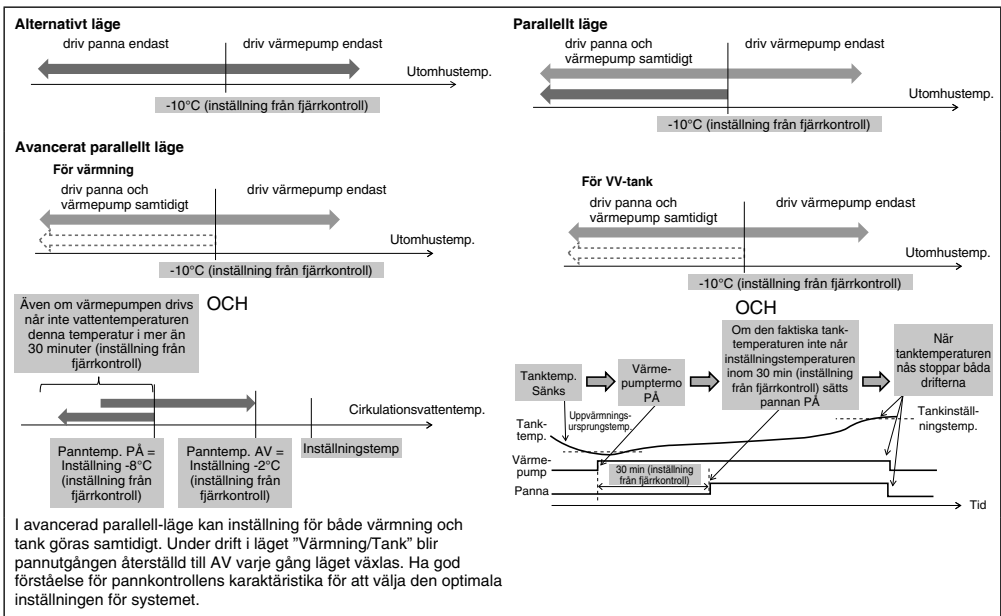 Alternativt läge
driv panna endast
driv värmepump endast
Utomhustemp.
-10°C (inställning från fjärrkontroll)
Parallellt läge
driv panna och
värmepump samtidigt
driv värmepump endast
Utomhustemp.
-10°C (inställning från fjärrkontroll)
Avancerat parallellt läge
För värmning
driv panna och
värmepump samtidigt
driv värmepump endast
Utomhustemp.
-10°C (inställning från fjärrkontroll)
OCH
Även om värmepumpen drivs
når inte vattentemperaturen
denna temperatur i mer än
30 minuter (inställning från
fjärrkontroll)
Cirkulationsvattentemp.
Panntemp. PÅ =
Inställning -8°C
(inställning från
fjärrkontroll)
Panntemp. AV =
Inställning -2°C
(inställning från
fjärrkontroll)
Inställningstemp
För VV-tank
driv panna och
värmepump samtidigt
driv värmepump endast
Utomhustemp.
-10°C (inställning från fjärrkontroll)
OCH
Tanktemp.
Sänks
Värme-
pumptermo
PÅ
Om den faktiska tank-
temperaturen inte når
inställningstemperaturen
inom 30 min (inställning
från fjärrkontroll) sätts
pannan PÅ
När
tanktemperaturen
nås stoppar båda
drifterna
Tank-
temp.
Uppvärmnings-
ursprungstemp.
Tankinställ-
ningstemp.
Värme-
pump
30 min (inställning
från fjärrkontroll)
Panna
Tid
I avancerad parallell-läge kan inställning för både värmning och
tank göras samtidigt. Under drift i läget ”Värmning/Tank” blir
pannutgången återställd till AV varje gång läget växlas. Ha god
förståelse för pannkontrollens karaktäristika för att välja den optimala
inställningen för systemet.